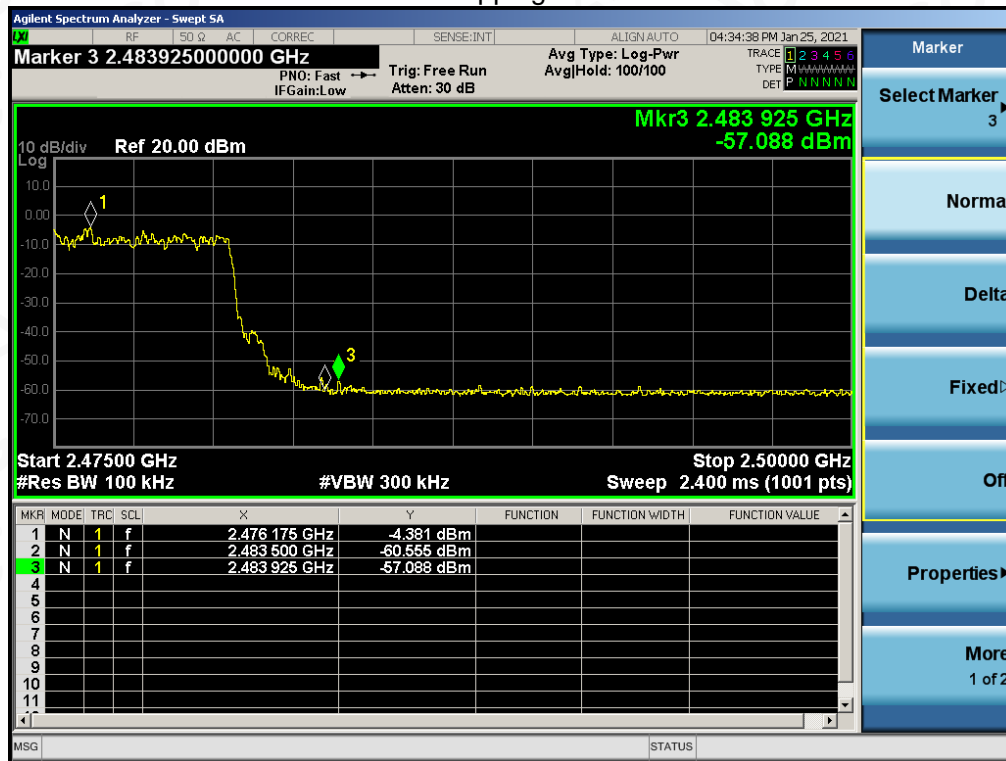 pping
Agilent Spectrum Analyzer - Swept SA
LXI RF 50 Ω AC CORREC SENSE:INT ALIGN AUTO 04:34:38 PM Jan 25, 2021
Marker 3 2.483925000000 GHz
PNO: Fast
IFGain:Low
Trig: Free Run
Atten: 30 dB
Avg Type: Log-Pwr
Avg|Hold: 100/100
TRACE 1 2 3 4 5 6
TYPE M
DET P N N N N N
Mkr3 2.483 925 GHz
-57.088 dBm
10 dB/div Ref 20.00 dBm
Log
10.0
0.00
-10.0
-20.0
-30.0
-40.0
-50.0
-60.0
-70.0
1
3
Start 2.47500 GHz Stop 2.50000 GHz
#Res BW 100 kHz #VBW 300 kHz Sweep 2.400 ms (1001 pts)
MKR MODE TRC SCL X Y FUNCTION FUNCTION WIDTH FUNCTION VALUE
1 N 1 f 2.476 175 GHz -4.381 dBm
2 N 1 f 2.483 500 GHz -60.555 dBm
3 N 1 f 2.483 925 GHz -57.088 dBm
4
5
6
7
8
9
10
11
MSG STATUS
Marker
Select Marker
3
Norma
Delta
Fixed
Off
Properties
More
1 of 2